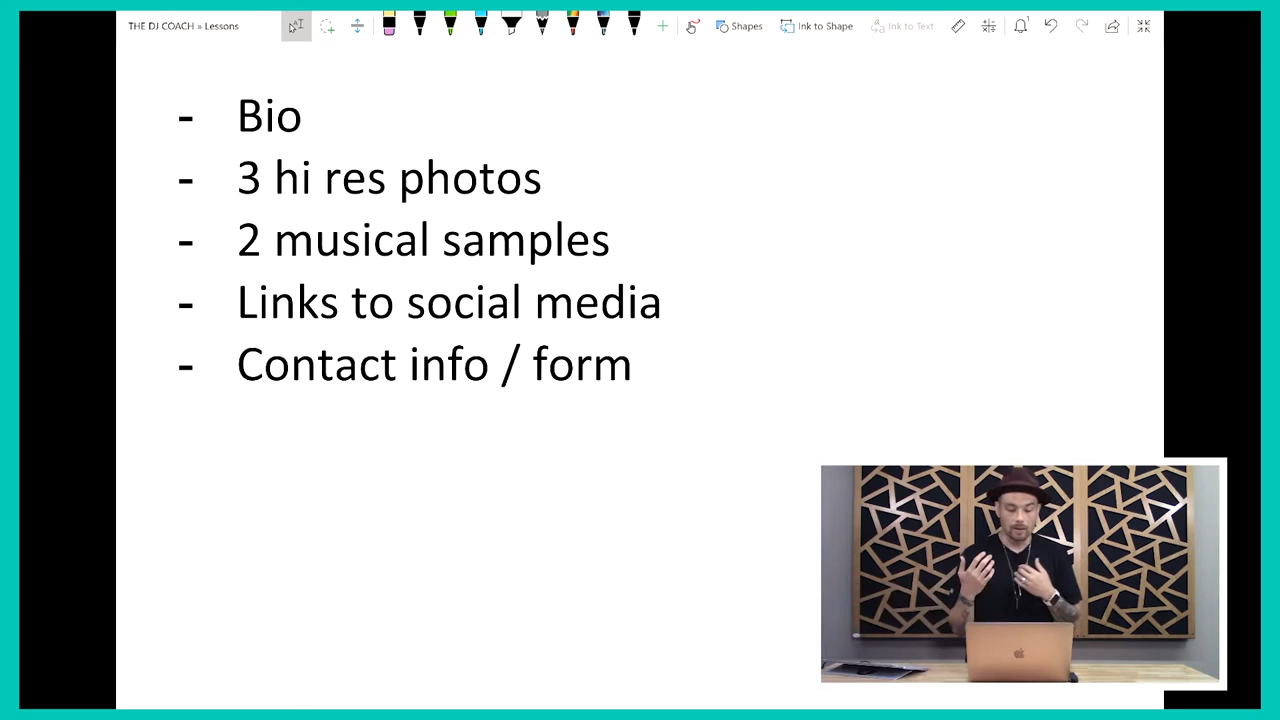 THE DJ COACH » Lessons
Shapes
Ink to Shape
Ink to Text
- Bio
- 3 hi res photos
- 2 musical samples
- Links to social media
- Contact info / form